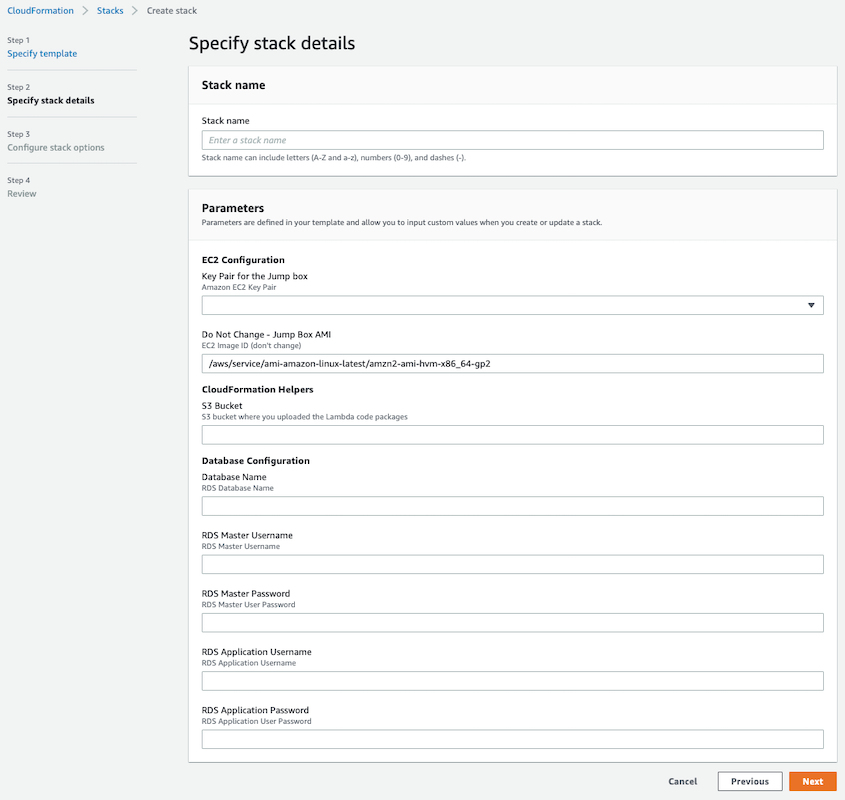 CloudFormation > Stacks > Create stack
Step 1
Specify template
Step 2
Specify stack details
Step 3
Configure stack options
Step 4
Review
Specify stack details
Stack name
Stack name
Enter a stack name
Stack name can include letters (A-Z and a-z), numbers (0-9), and dashes (-).
Parameters
Parameters are defined in your template and allow you to input custom values when you create or update a stack.
EC2 Configuration
Key Pair for the Jump box
Amazon EC2 Key Pair
Do Not Change - Jump Box AMI
EC2 Image ID (don't change)
/aws/service/ami-amazon-linux-latest/amzn2-ami-hvm-x86_64-gp2
CloudFormation Helpers
S3 Bucket
S3 bucket where you uploaded the Lambda code packages
Database Configuration
Database Name
RDS Database Name
RDS Master Username
RDS Master Username
RDS Master Password
RDS Master User Password
RDS Application Username
RDS Application Username
RDS Application Password
RDS Application User Password
Cancel Previous Next